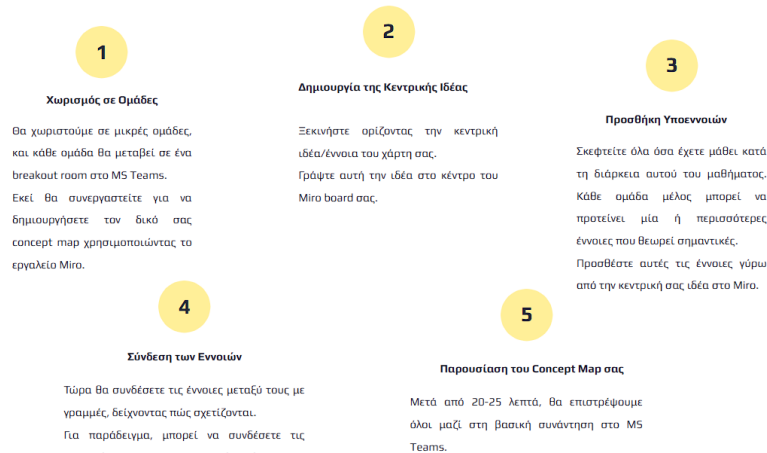 1
Χωρισμός σε Ομάδες
Θα χωριστούμε σε μικρές ομάδες,
και κάθε ομάδα θα μεταβεί σε ένα
breakout room στο MS Teams.
Εκεί θα συνεργαστείτε για να
δημιουργήσετε τον δικό σας
concept map χρησιμοποιώντας το
εργαλείο Miro.
2
Δημιουργία της Κεντρικής Ιδέας
Ξεκινήστε ορίζοντας την κεντρική
ιδέα/έννοια του χάρτη σας.
Γράψτε αυτή την ιδέα στο κέντρο του
Miro board σας.
3
Προσθήκη Υποεννοιών
Σκεφτείτε όλα όσα έχετε μάθει κατά
τη διάρκεια αυτού του μαθήματος.
Κάθε ομάδα μέλος μπορεί να
προτείνει μία ή περισσότερες
έννοιες που θεωρεί σημαντικές.
Προσθέστε αυτές τις έννοιες γύρω
από την κεντρική σας ιδέα στο Miro.
4
Σύνδεση των Εννοιών
Τώρα θα συνδέσετε τις έννοιες μεταξύ τους με
γραμμές, δείχνοντας πώς σχετίζονται.
Για παράδειγμα, μπορεί να συνδέσετε τις
5
Παρουσίαση του Concept Map σας
Μετά από 20-25 λεπτά, θα επιστρέψουμε
όλοι μαζί στη βασική συνάντηση στο MS
Teams.